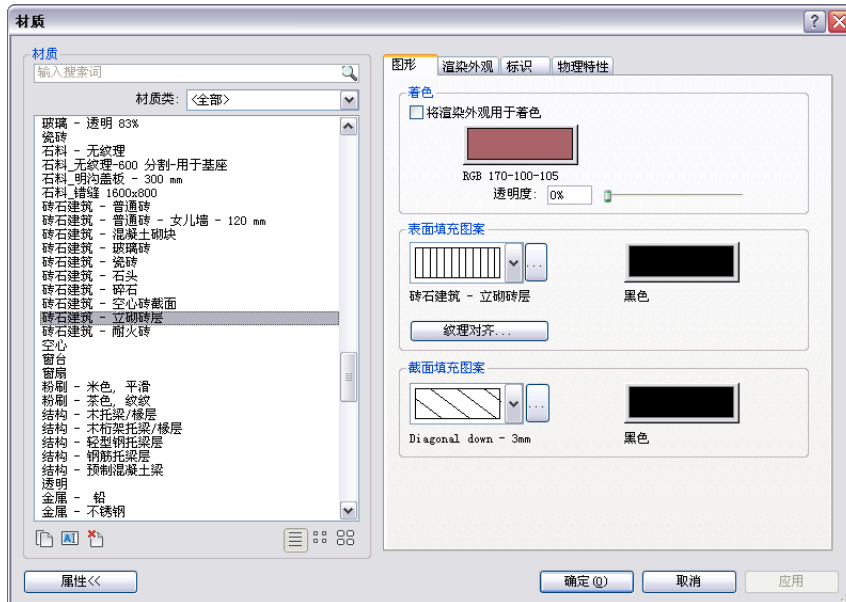 材质
材质
输入搜索词
材质类: <全部>
玻璃 - 透明 83%
瓷砖
石料 - 无纹理
石料_无纹理-600 分割-用于基座
石料_明沟盖板 - 300 mm
石料_错缝 1600x800
砖石建筑 - 普通砖
砖石建筑 - 普通砖 - 女儿墙 - 120 mm
砖石建筑 - 混凝土砌块
砖石建筑 - 玻璃砖
砖石建筑 - 瓷砖
砖石建筑 - 石头
砖石建筑 - 碎石
砖石建筑 - 空心砖截面
砖石建筑 - 立砌砖层
砖石建筑 - 耐火砖
空心
窗台
窗扇
粉刷 - 米色, 平滑
粉刷 - 茶色, 纹纹
结构 - 木托梁/椽层
结构 - 木桁架托梁/椽层
结构 - 轻型钢托梁层
结构 - 钢筋托梁层
结构 - 预制混凝土梁
透明
金属 - 铅
金属 - 不锈钢
属性<<
图形 渲染外观 标识 物理特性
着色
将渲染外观用于着色
RGB 170-100-105
透明度: 0%
表面填充图案
...
砖石建筑 - 立砌砖层 黑色
纹理对齐...
截面填充图案
...
Diagonal down - 3mm 黑色
确定(O) 取消 应用